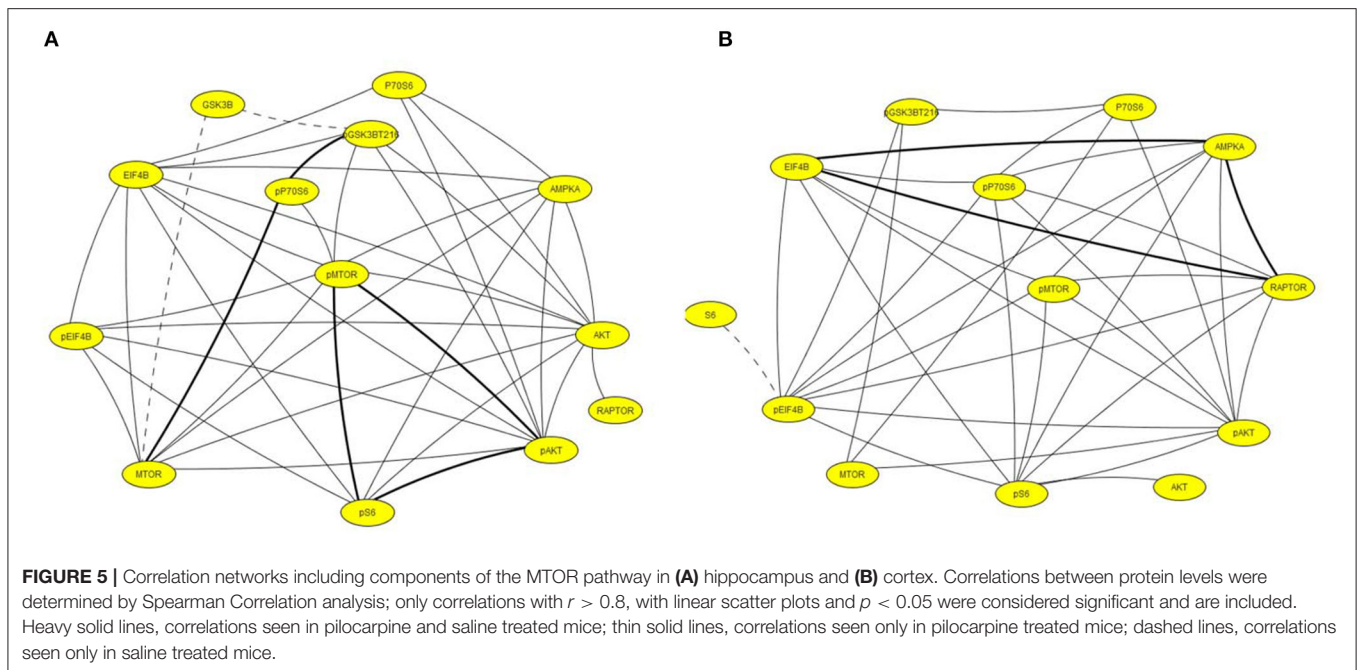 A
B
P70S6
GSK3B
pGSK3BT216
EIF4B
pP70S6
AMPKA
pMTOR
pEIF4B
AKT
RAPTOR
MTOR
pAKT
pS6
pGSK3BT216
P70S6
AMPKA
EIF4B
pP70S6
pMTOR
RAPTOR
S6
pEIF4B
pAKT
MTOR
pS6
AKT
FIGURE 5 | Correlation networks including components of the MTOR pathway in (A) hippocampus and (B) cortex. Correlations between protein levels were
determined by Spearman Correlation analysis; only correlations with r > 0.8, with linear scatter plots and p < 0.05 were considered significant and are included.
Heavy solid lines, correlations seen in pilocarpine and saline treated mice; thin solid lines, correlations seen only in pilocarpine treated mice; dashed lines, correlations
seen only in saline treated mice.